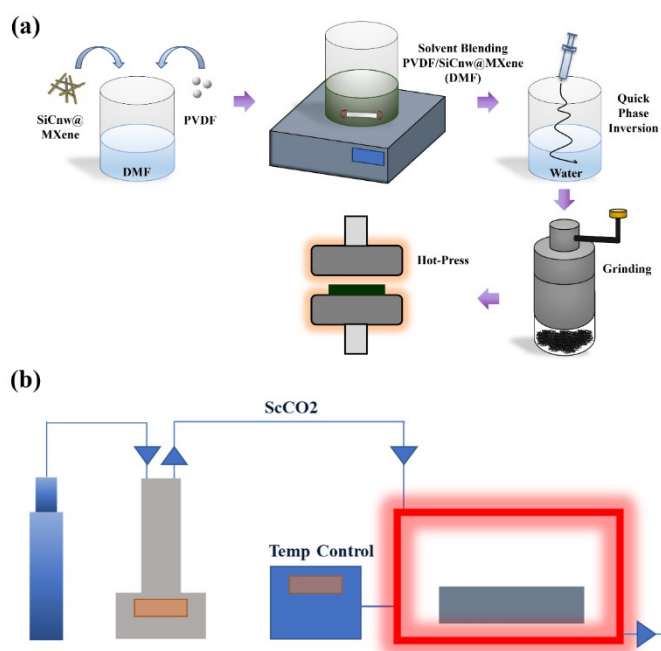 (a)
SiCnw@
MXene
PVDF
DMF
Solvent Blending
PVDF/SiCnw@MXene
(DMF)
Quick
Phase
Inversion
Water
Hot-Press
Grinding
(b)
ScCO2
Temp Control